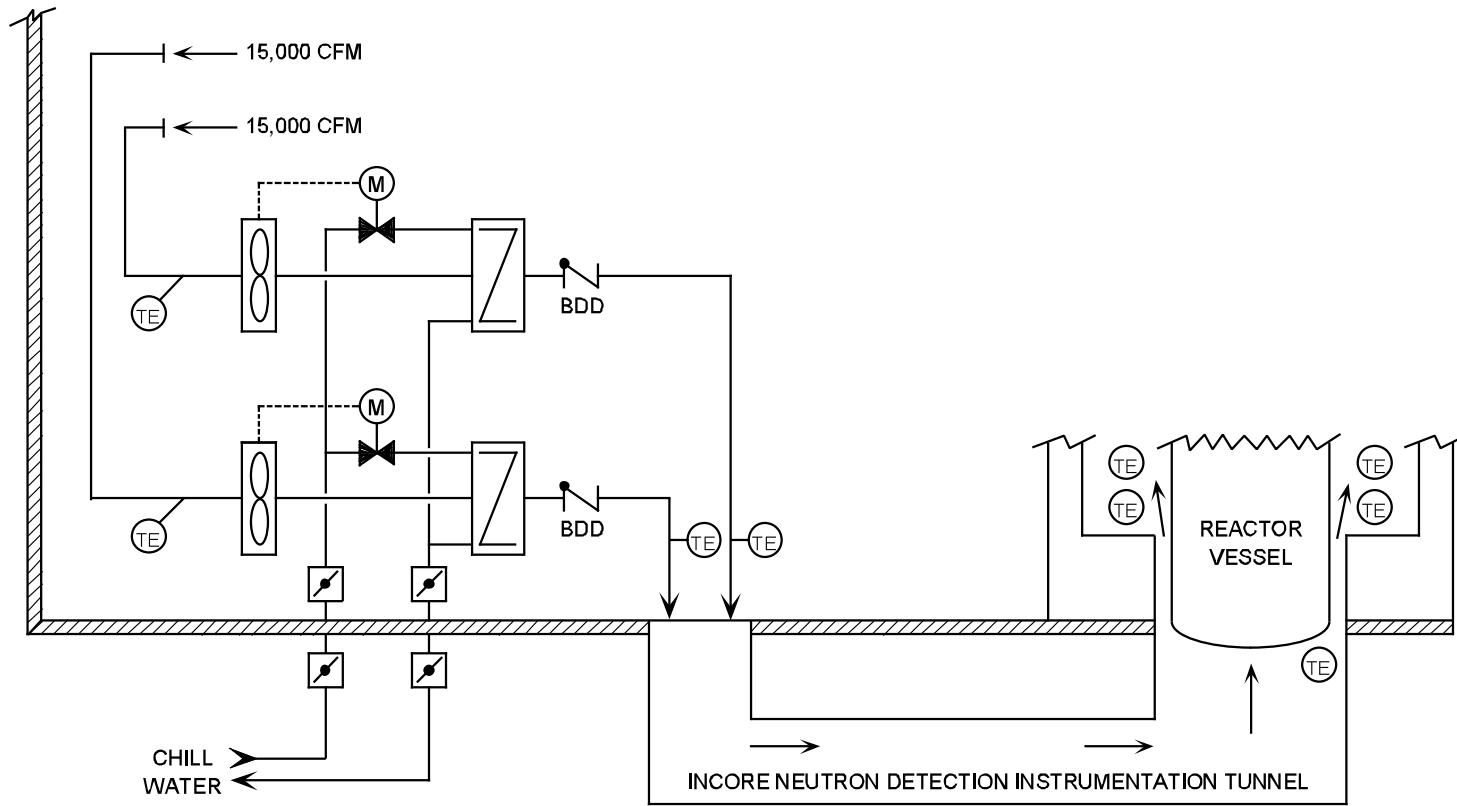 15,000 CFM
15,000 CFM
M
TE
BDD
M
TE
BDD
TE
TE
TE
TE
TE
TE
REACTOR
VESSEL
TE
CHILL
WATER
INCORE NEUTRON DETECTION INSTRUMENTATION TUNNEL